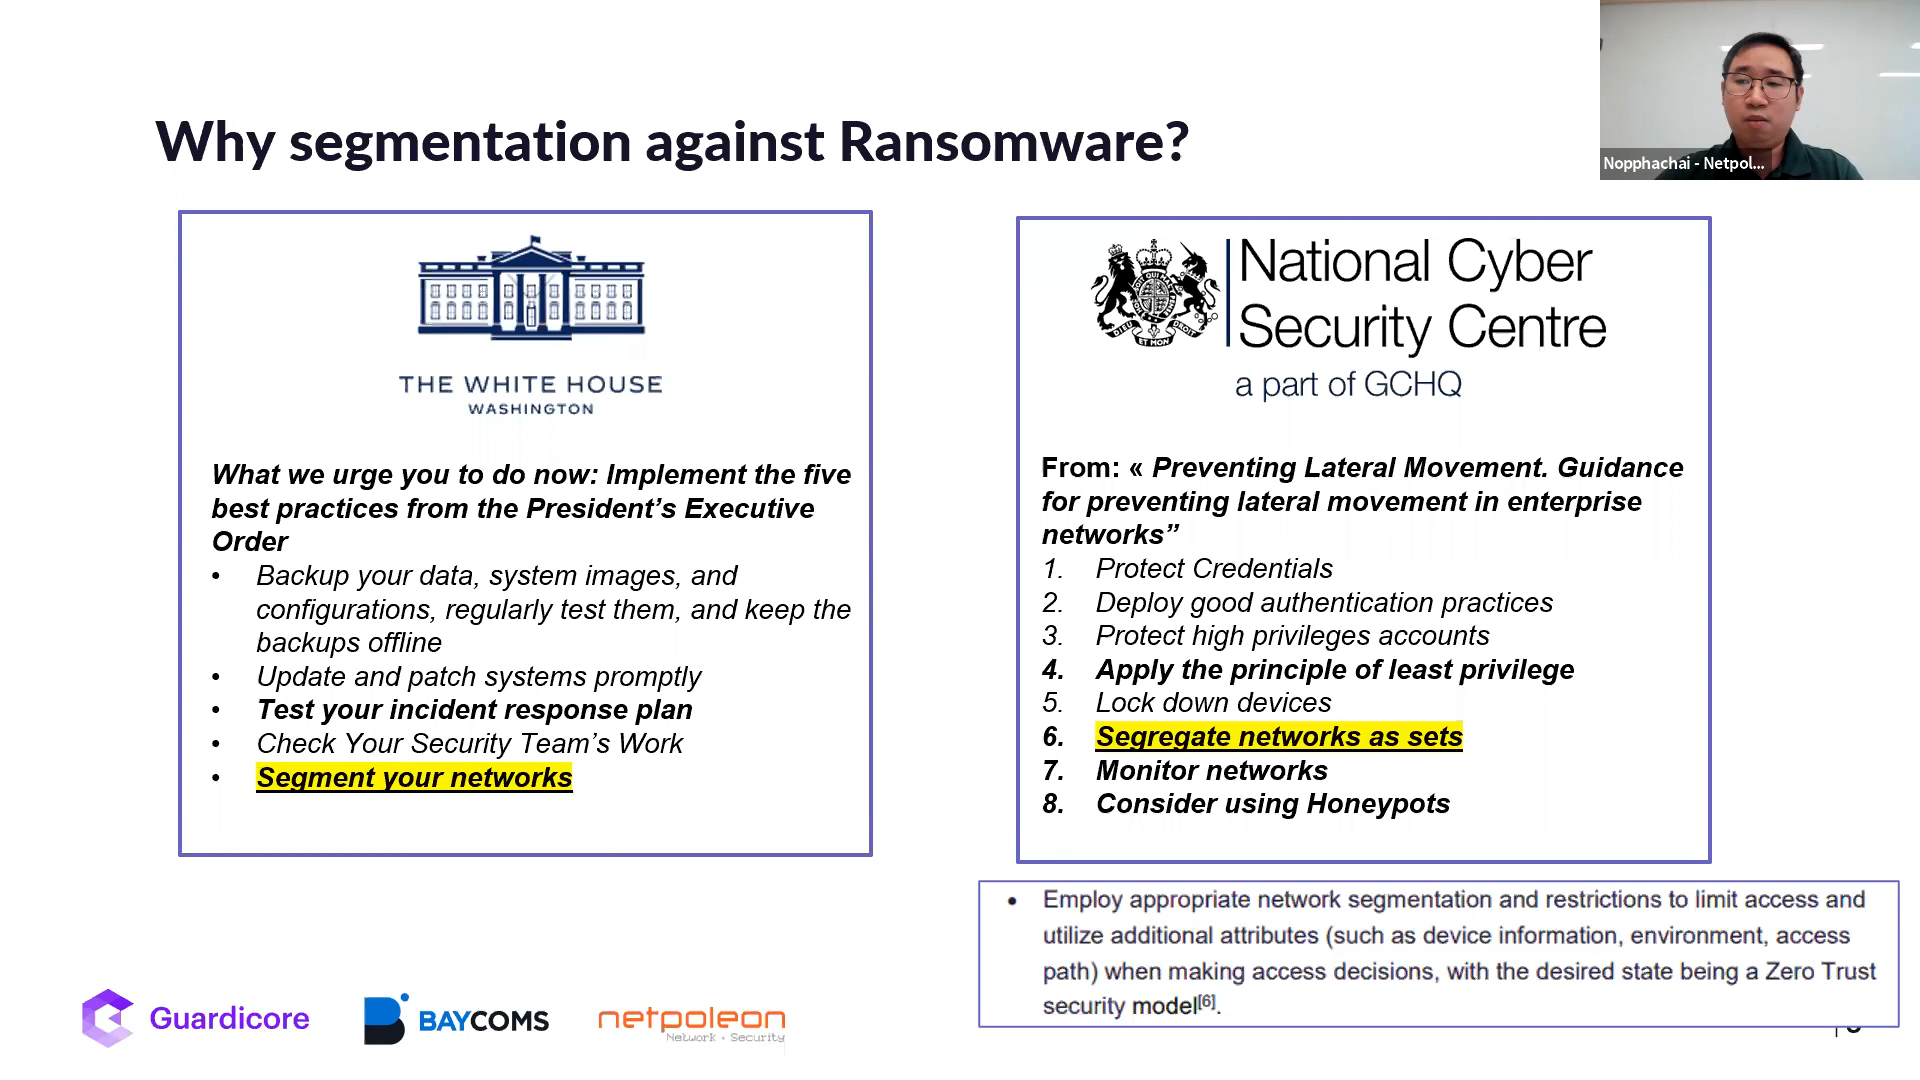 Why segmentation against Ransomware?
Nopphachai - Netpol...
THE WHITE HOUSE
WASHINGTON
What we urge you to do now: Implement the five
best practices from the President's Executive
Order
• Backup your data, system images, and
configurations, regularly test them, and keep the
backups offline
• Update and patch systems promptly
• Test your incident response plan
• Check Your Security Team's Work
• Segment your networks
National Cyber
Security Centre
a part of GCHQ
From: « Preventing Lateral Movement. Guidance
for preventing lateral movement in enterprise
networks”
1. Protect Credentials
2. Deploy good authentication practices
3. Protect high privileges accounts
4. Apply the principle of least privilege
5. Lock down devices
6. Segregate networks as sets
7. Monitor networks
8. Consider using Honeypots
• Employ appropriate network segmentation and restrictions to limit access and
utilize additional attributes (such as device information, environment, access
path) when making access decisions, with the desired state being a Zero Trust
security model[6].
Guardicore
BAYCOMS
netpoleon
Network • Security